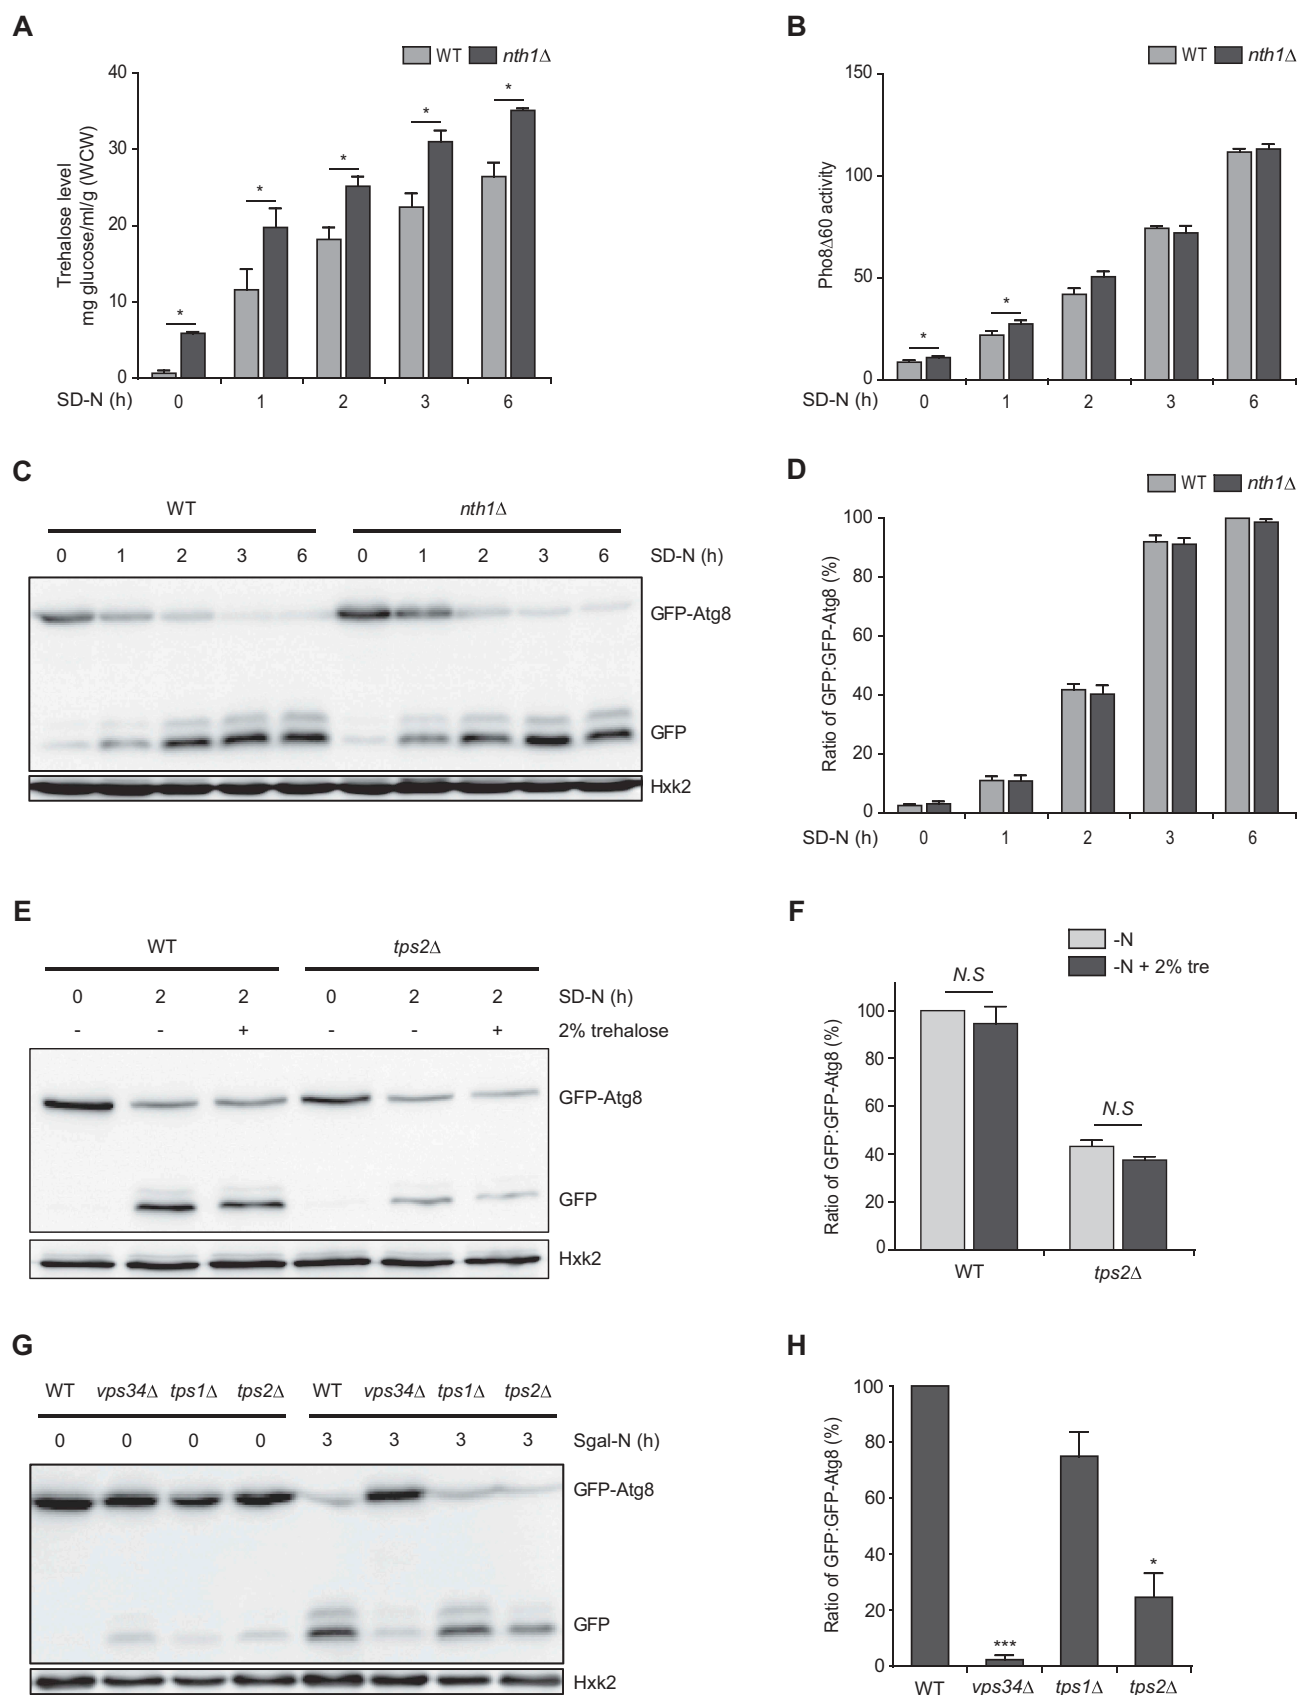 A
WT nth1Δ
Trehalose level
mg glucose/ml/g (WCW)
40
30
20
10
0
* * * * *
SD-N (h) 0 1 2 3 6
B
WT nth1Δ
Pho8Δ60 activity
150
100
50
0
* *
SD-N (h) 0 1 2 3 6
C
WT nth1Δ
0 1 2 3 6 0 1 2 3 6 SD-N (h)
GFP-Atg8
GFP
Hxk2
D
WT nth1Δ
Ratio of GFP:GFP-Atg8 (%)
100
80
60
40
20
0
SD-N (h) 0 1 2 3 6
E
WT tps2Δ
0 2 2 0 2 2 SD-N (h)
- - + - - + 2% trehalose
GFP-Atg8
GFP
Hxk2
F
-N
-N + 2% tre
Ratio of GFP:GFP-Atg8 (%)
100
80
60
40
20
0
N.S
N.S
WT tps2Δ
G
WT vps34Δ tps1Δ tps2Δ WT vps34Δ tps1Δ tps2Δ
0 0 0 0 3 3 3 3 Sgal-N (h)
GFP-Atg8
GFP
Hxk2
H
Ratio of GFP:GFP-Atg8 (%)
100
80
60
40
20
0
*** *
WT vps34Δ tps1Δ tps2Δ